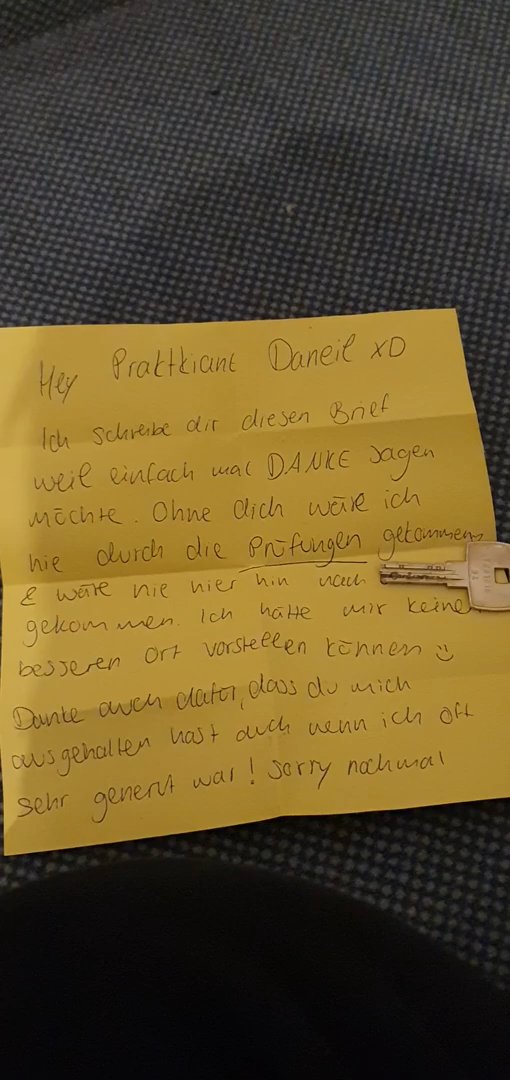 Hey Praktkiant Daneil XD
Ich schreibe dir diesen Brief
weil einfach mal DANKE sagen
möchte. Ohne dich wäre ich
nie durch die Prüfungen gekommen
& wäre nie hier hin nach
gekommen. Ich hätte mir keinen
besseren Ort vorstellen können
Danke auch dafür, dass du mich
ausgehalten hast auch wenn ich oft
sehr genervt war! Sorry nochmal